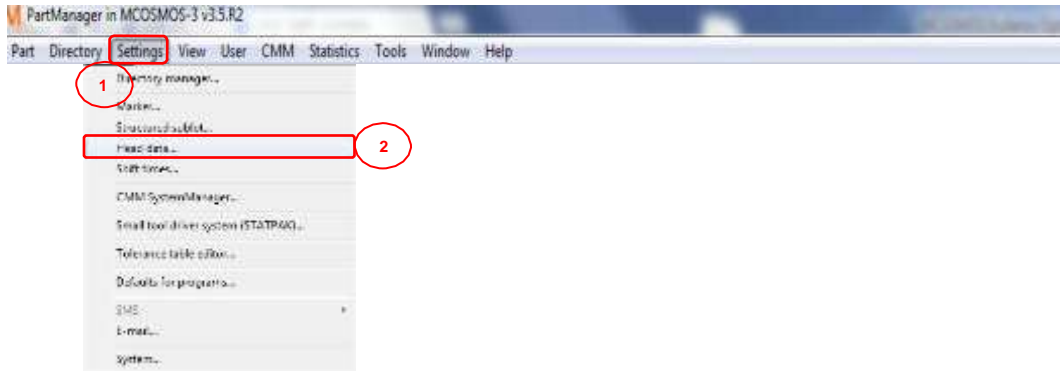 PartManager in MCOSMOS-3 v3.5.R2
Part Directory Settings View User CMM Statistics Tools Window Help
1
Directory manager...
Marker...
Structured sublot...
Head data...
2
Shift times...
CMM SystemManager...
Small tool driver system (STATPAK)...
Tolerance table editor...
Defaults for programs...
SMS
E-mail...
System...